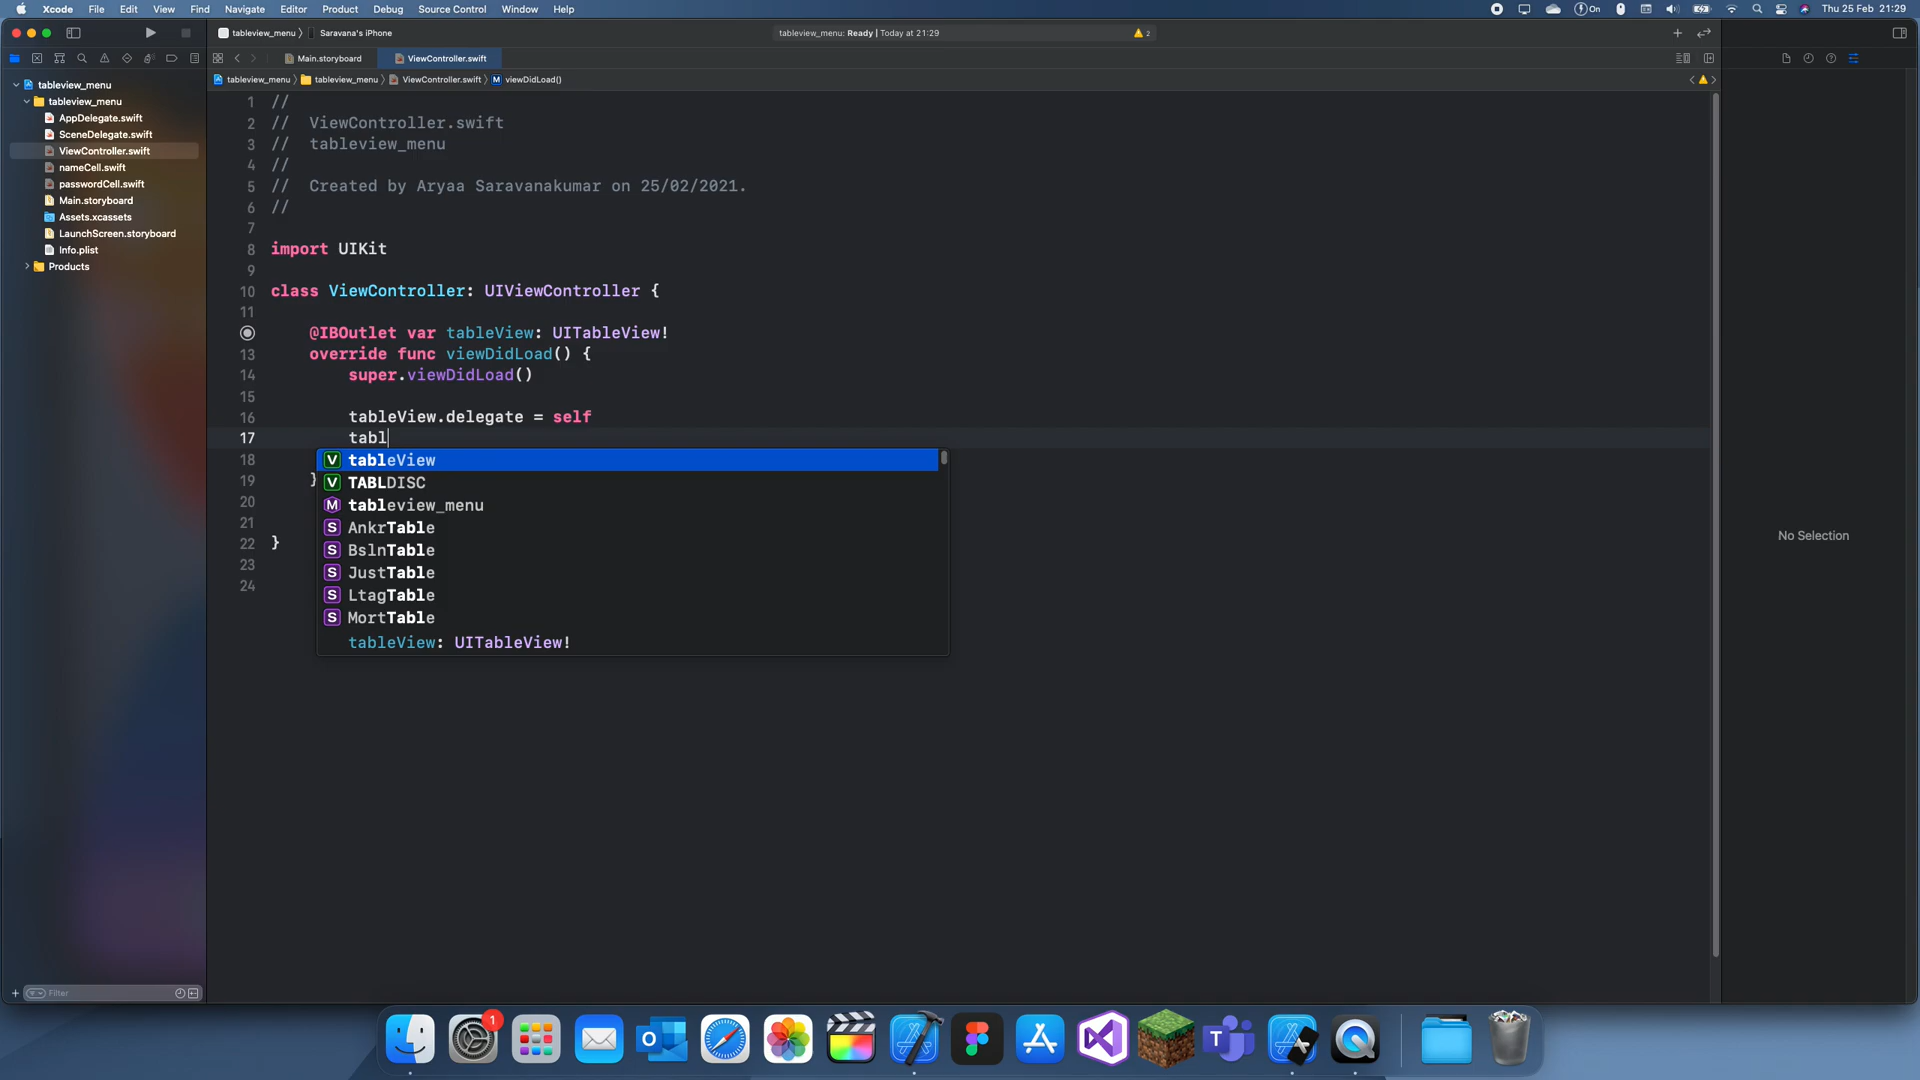 Xcode File Edit View Find Navigate Editor Product Debug Source Control Window Help On Thu 25 Feb 21:29
tableview_menu Saravana's iPhone tableview_menu: Ready | Today at 21:29 2
Main.storyboard ViewController.swift
tableview_menu tableview_menu ViewController.swift M viewDidLoad()
tableview_menu
tableview_menu
AppDelegate.swift
SceneDelegate.swift
ViewController.swift
nameCell.swift
passwordCell.swift
Main.storyboard
Assets.xcassets
LaunchScreen.storyboard
Info.plist
Products
1 //
2 // ViewController.swift
3 // tableview_menu
4 //
5 // Created by Aryaa Saravanakumar on 25/02/2021.
6 //
7
8 import UIKit
9
10 class ViewController: UIViewController {
11
@IBOutlet var tableView: UITableView!
13 override func viewDidLoad() {
14 super.viewDidLoad()
15
16 tableView.delegate = self
17 tabl
18
19 }
20
21
22 }
23
24
V tableView
V TABLDISC
M tableview_menu
S AnkrTable
S BslnTable
S JustTable
S LtagTable
S MortTable
tableView: UITableView!
No Selection
Filter
1